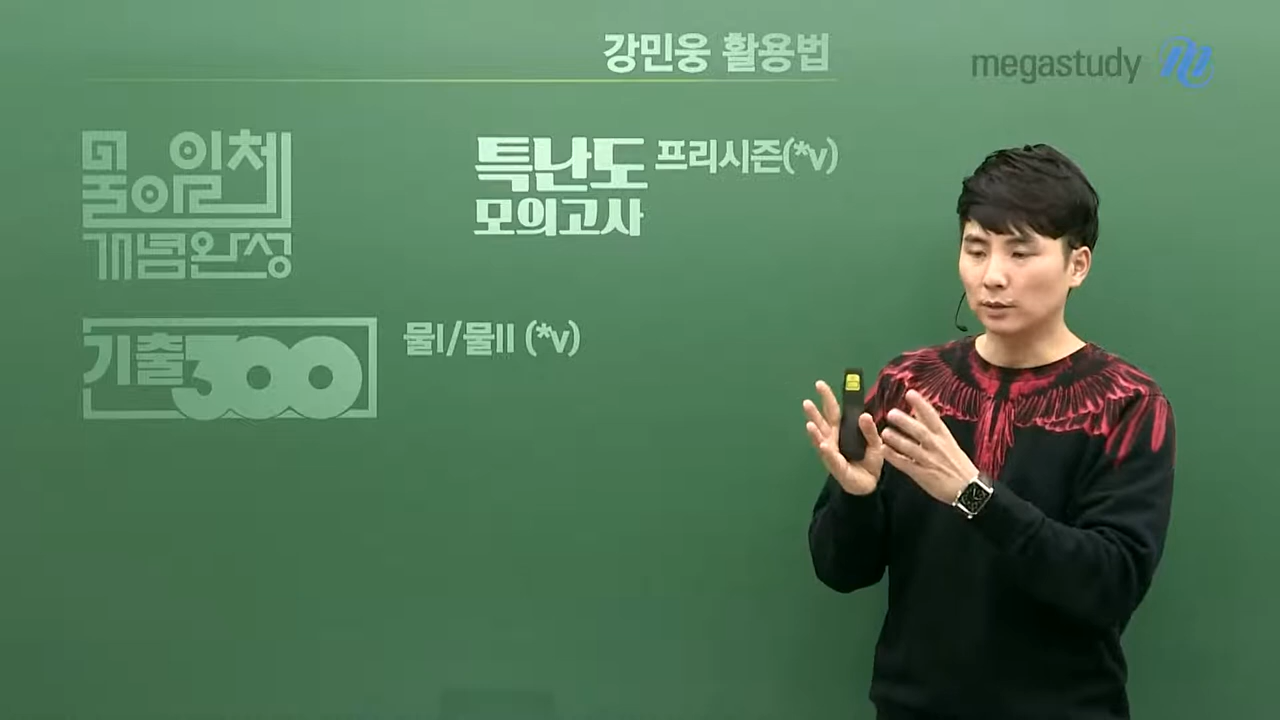 강민웅 활용법
megastudy
물아일체
개념완성
특난도 프리시즌(*v)
모의고사
기출300
물I/물II (*v)